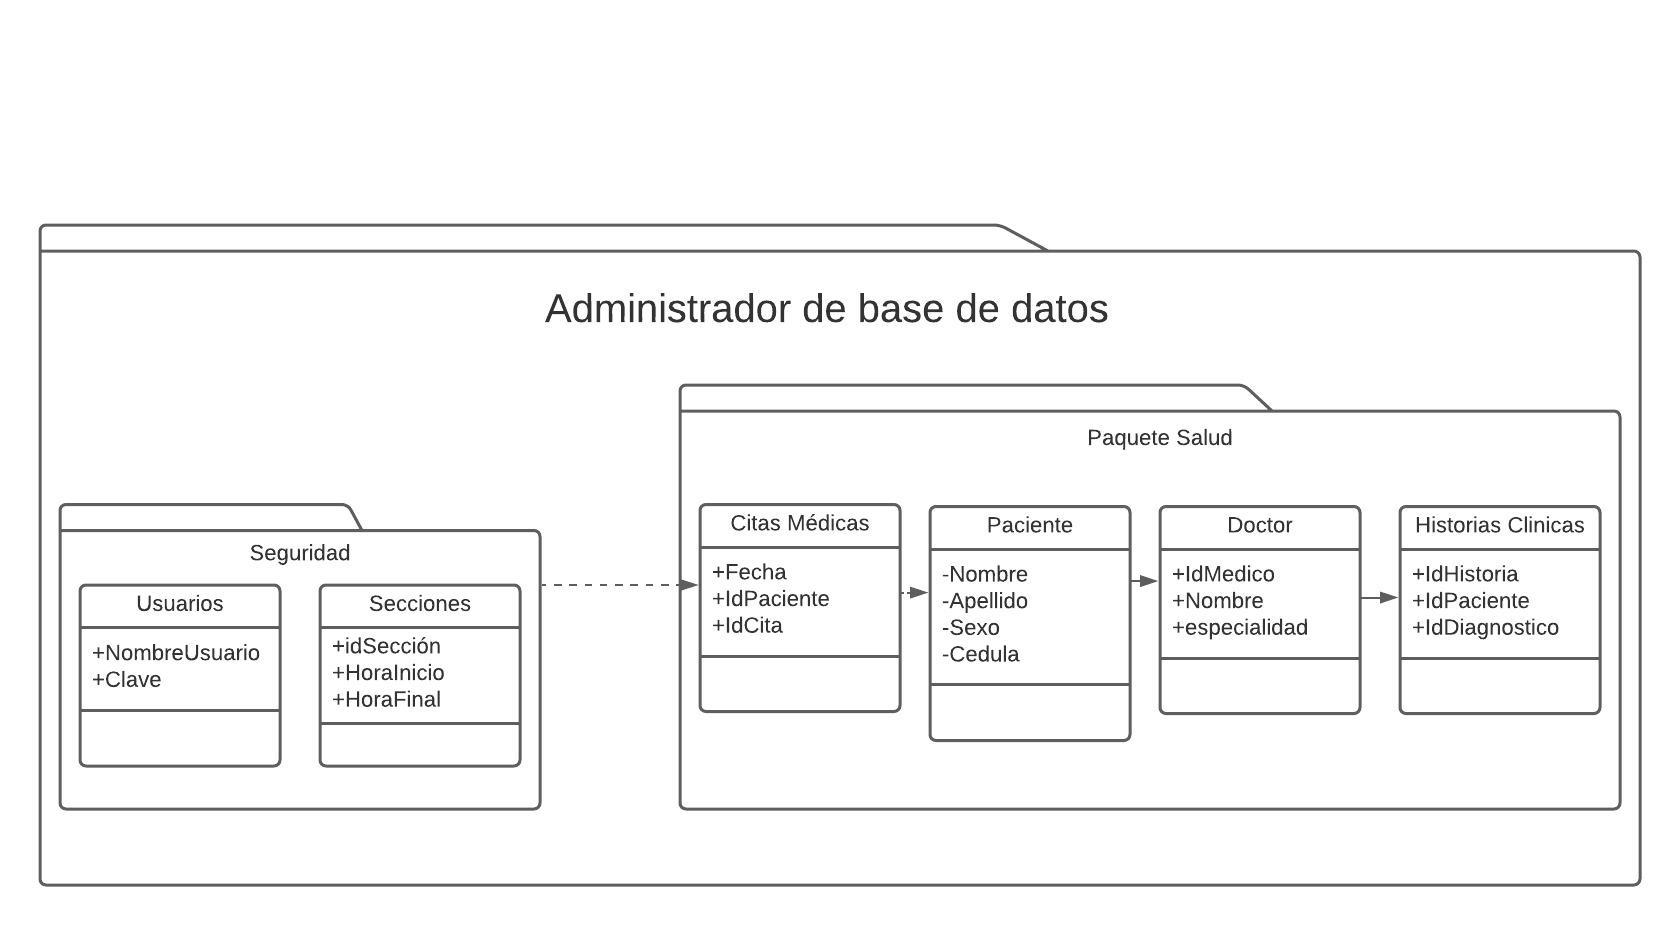 Administrador de base de datos
Seguridad
Usuarios
+NombreUsuario
+Clave
Secciones
+idSección
+HoraInicio
+HoraFinal
Paquete Salud
Citas Médicas
+Fecha
+IdPaciente
+IdCita
Paciente
-Nombre
-Apellido
-Sexo
-Cedula
Doctor
+IdMedico
+Nombre
+especialidad
Historias Clinicas
+IdHistoria
+IdPaciente
+IdDiagnostico